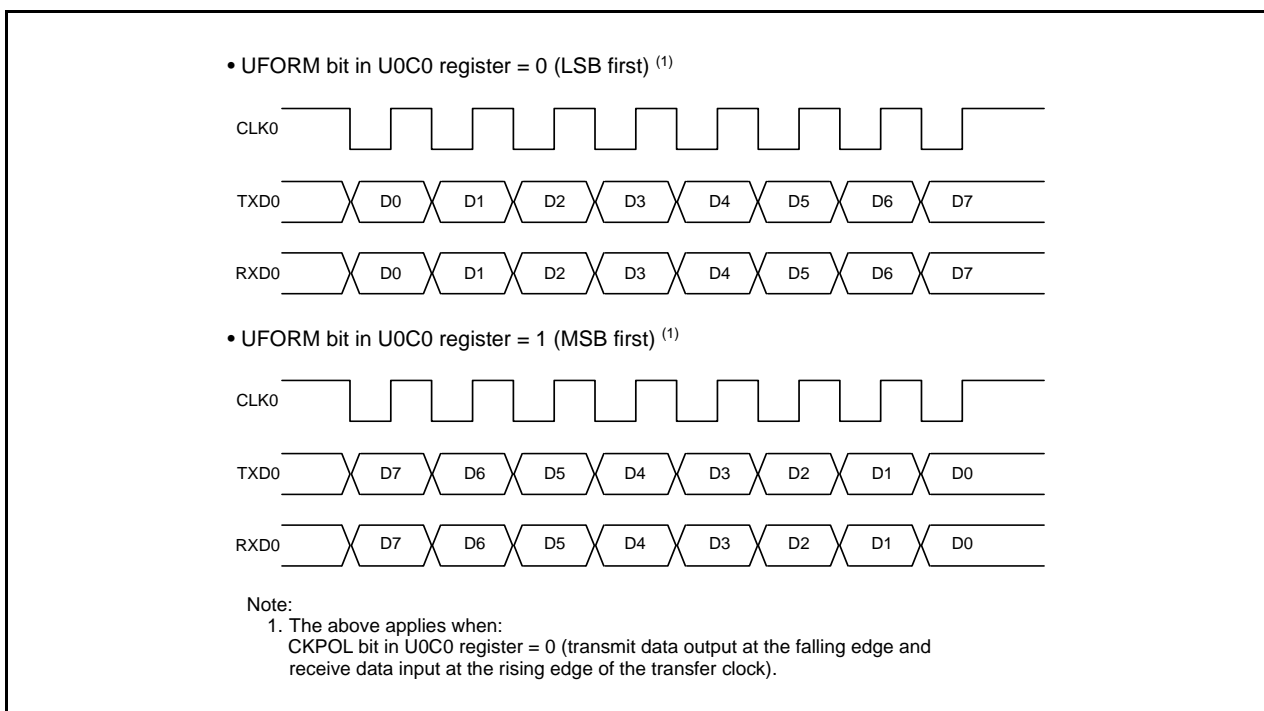 • UFORM bit in U0C0 register = 0 (LSB first) (1)
CLK0
TXD0 D0 D1 D2 D3 D4 D5 D6 D7
RXD0 D0 D1 D2 D3 D4 D5 D6 D7
• UFORM bit in U0C0 register = 1 (MSB first) (1)
CLK0
TXD0 D7 D6 D5 D4 D3 D2 D1 D0
RXD0 D7 D6 D5 D4 D3 D2 D1 D0
Note:
1. The above applies when:
CKPOL bit in U0C0 register = 0 (transmit data output at the falling edge and
receive data input at the rising edge of the transfer clock).